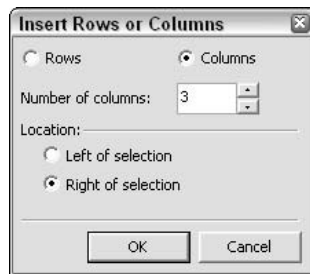 Insert Rows or Columns
Rows Columns
Number of columns: 3
Location:
Left of selection
Right of selection
OK Cancel